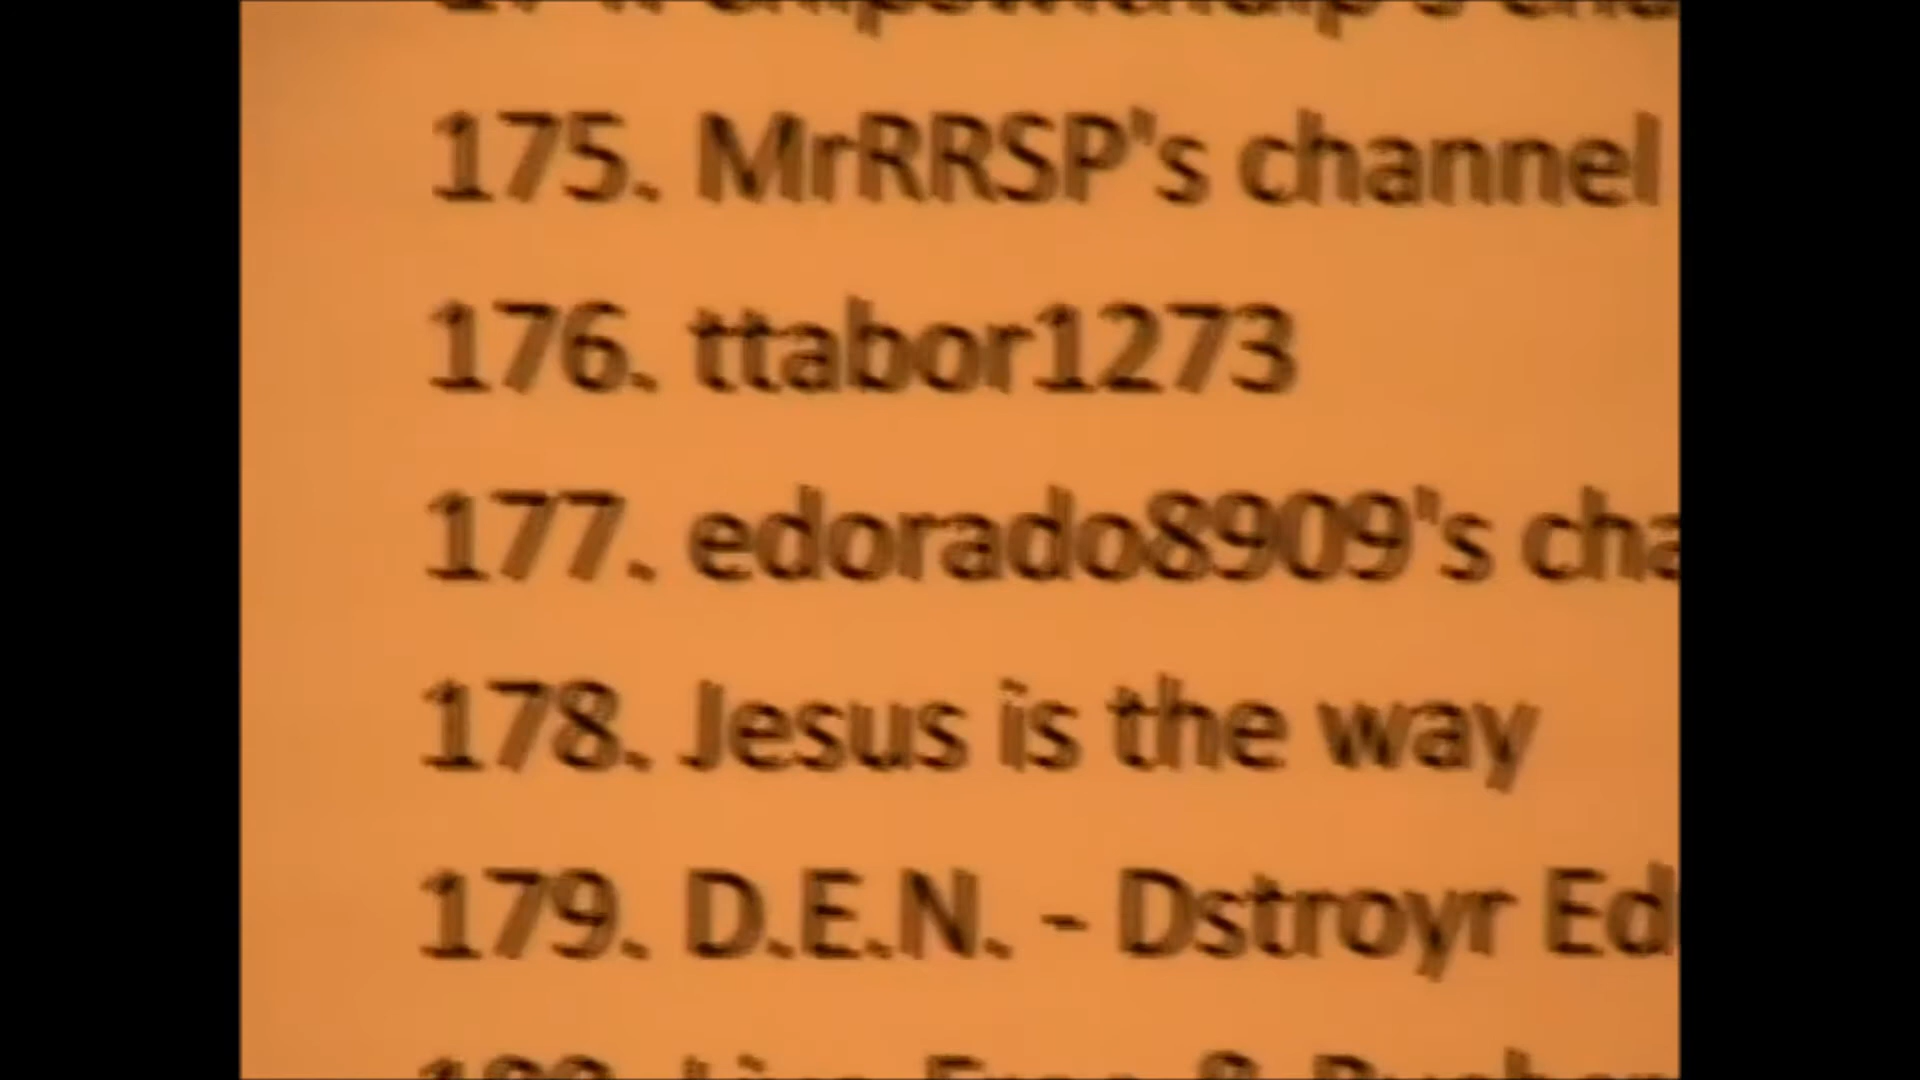 175. MrRRSP's channel
176. ttabor1273
177. edorado8909's cha
178. Jesus is the way
179. D.E.N. - Dstroyr Ed